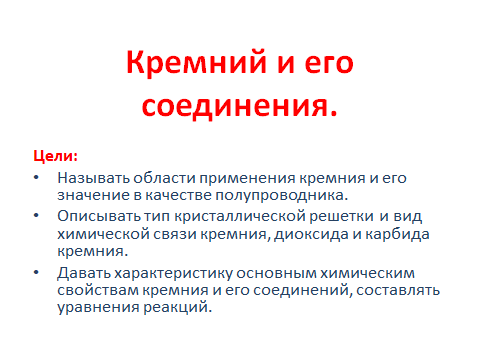 Кремний и его
соединения.
Цели:
• Называть области применения кремния и его
значение в качестве полупроводника.
• Описывать тип кристаллической решетки и вид
химической связи кремния, диоксида и карбида
кремния.
• Давать характеристику основным химическим
свойствам кремния и его соединений, составлять
уравнения реакций.